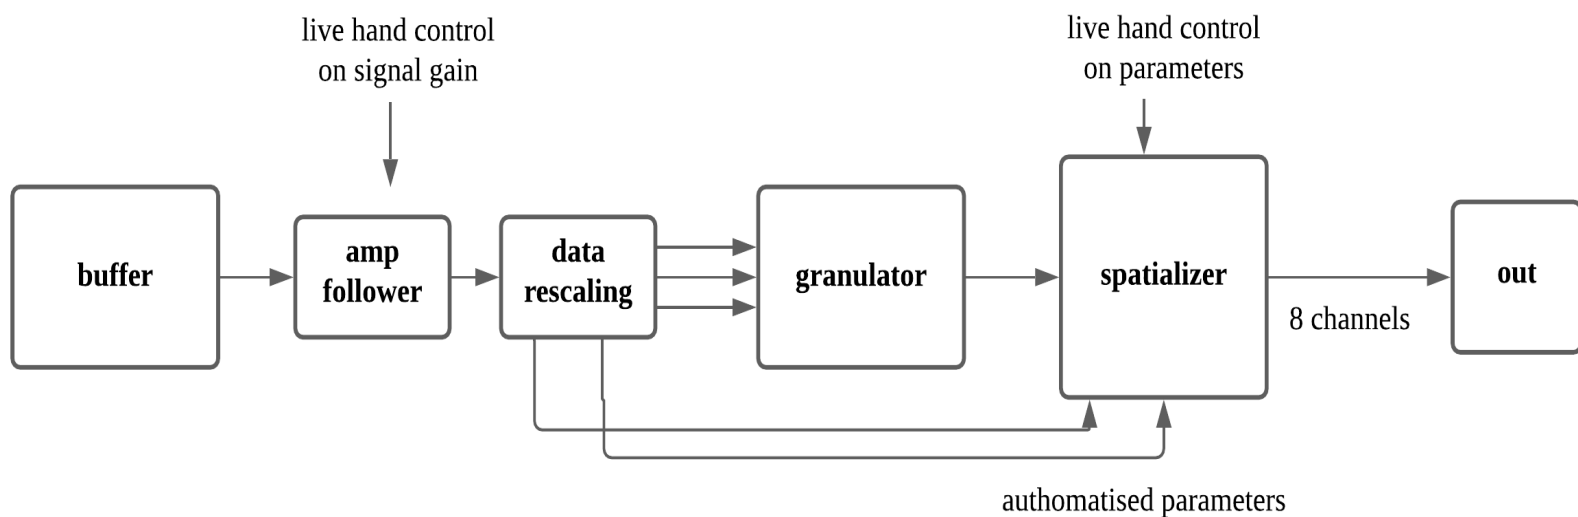 live hand control
on signal gain
live hand control
on parameters
buffer
amp
follower
data
rescaling
granulator
spatializer
8 channels
out
authomatised parameters